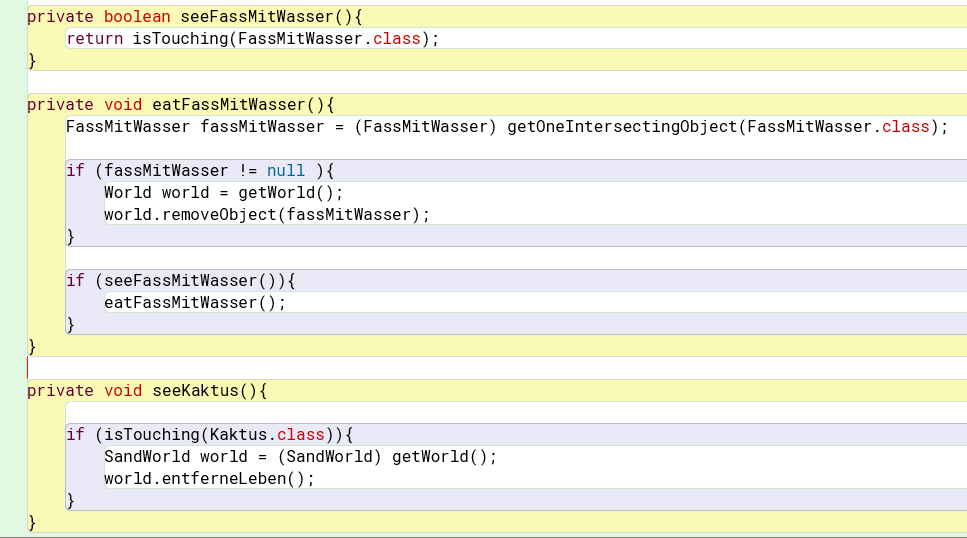 private boolean seeFassMitWasser(){
    return isTouching(FassMitWasser.class);
}
private void eatFassMitWasser(){
    FassMitWasser fassMitWasser = (FassMitWasser) getOneIntersectingObject(FassMitWasser.class);
    if (fassMitWasser != null ){
        World world = getWorld();
        world.removeObject(fassMitWasser);
    }
    if (seeFassMitWasser()){
        eatFassMitWasser();
    }
}
private void seeKaktus(){
    if (isTouching(Kaktus.class)){
        SandWorld world = (SandWorld) getWorld();
        world.entferneLeben();
    }
}